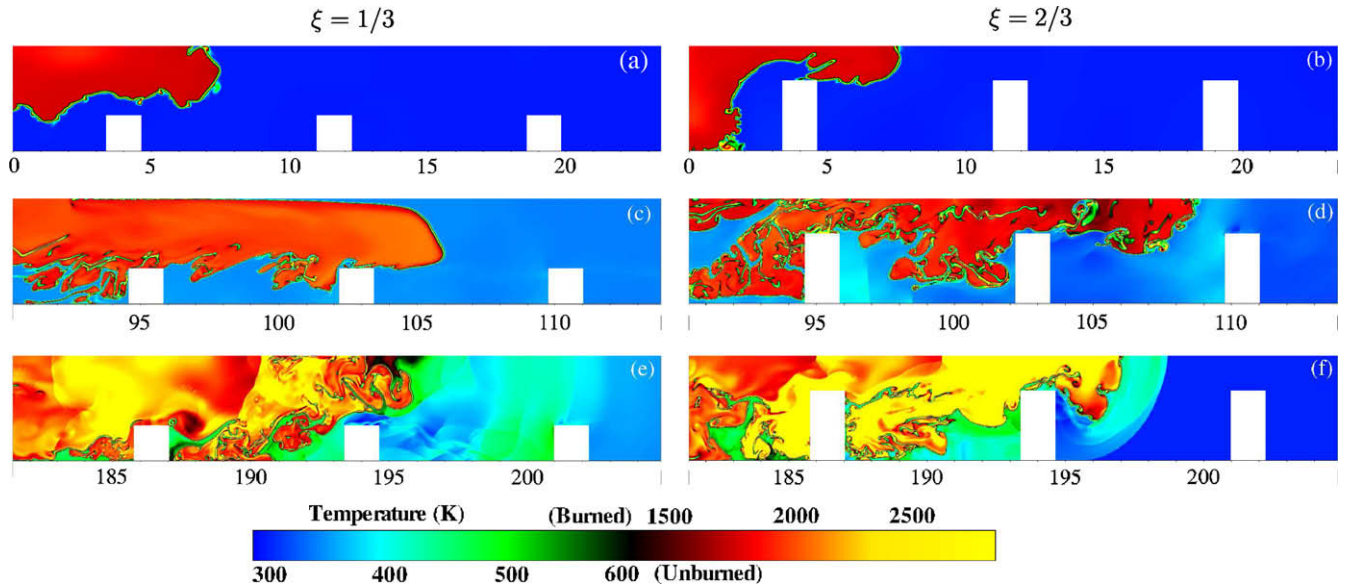 ξ = 1/3 ξ = 2/3
(a) (b)
0 5 10 15 20 0 5 10 15 20
(c) (d)
95 100 105 110 95 100 105 110
(e) (f)
185 190 195 200 185 190 195 200
Temperature (K) (Burned) 1500 2000 2500
300 400 500 600 (Unburned)